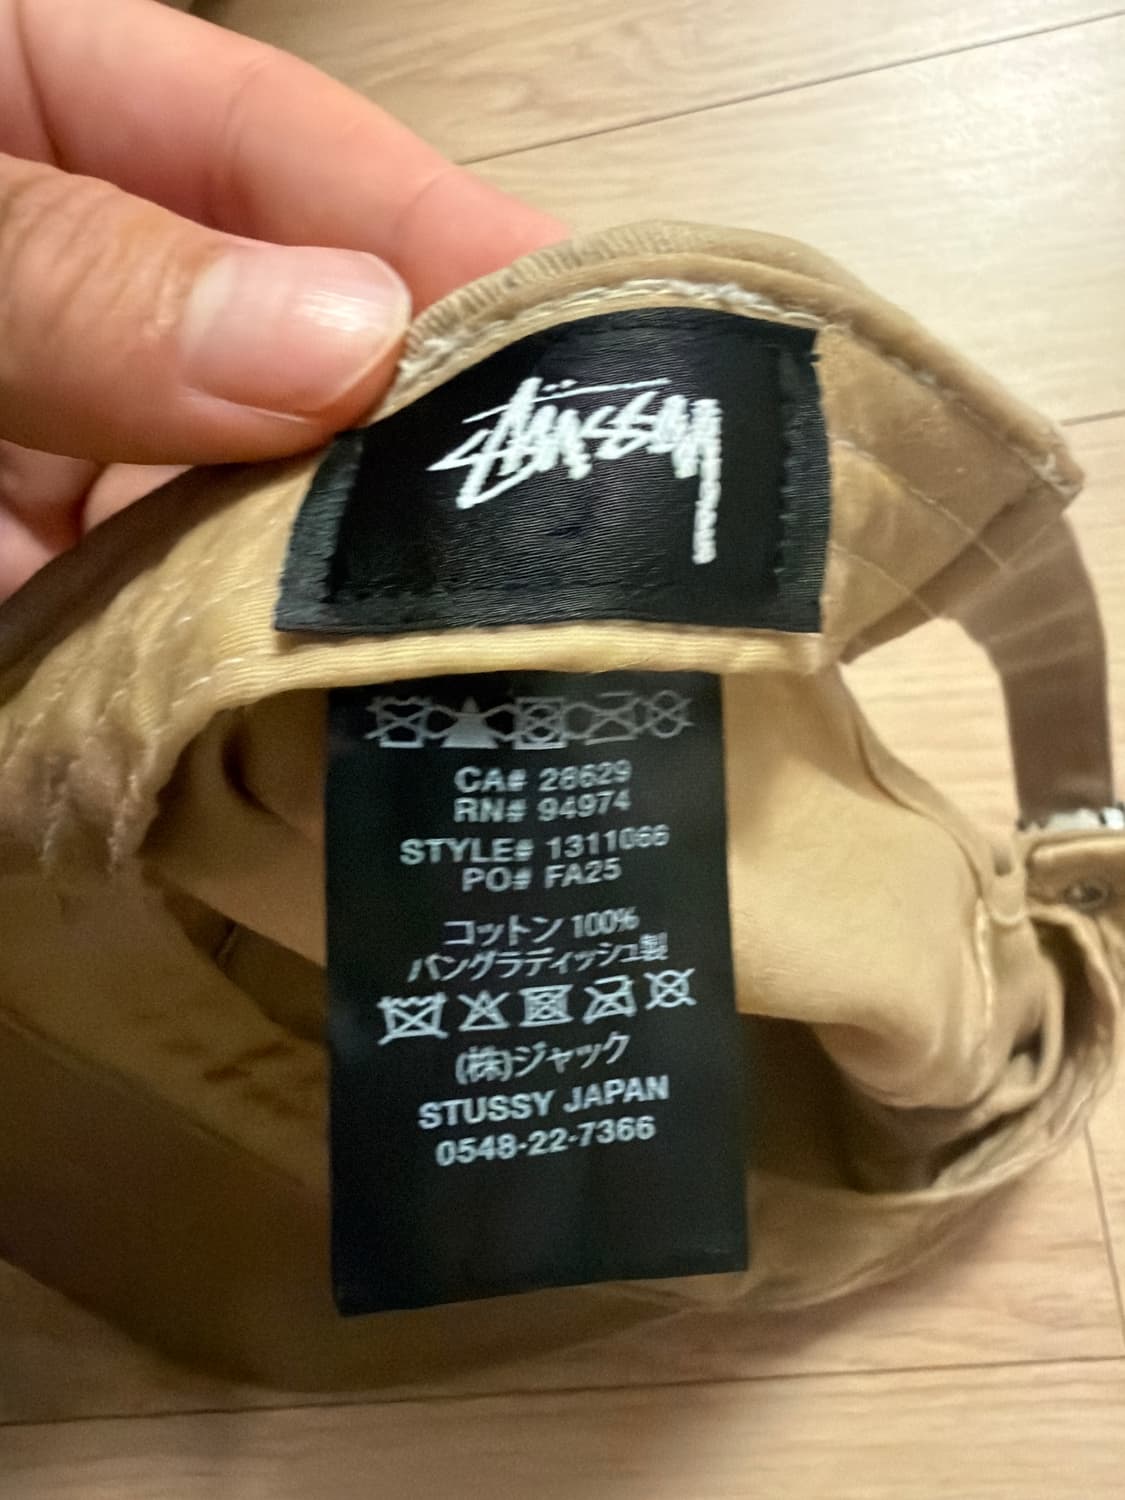 Stüssy
CA# 28629
RN# 94974
STYLE# 1311066
PO# FA25
コットン 100%
バングラディッシュ製
(株)ジャック
STUSSY JAPAN
0548-22-7366